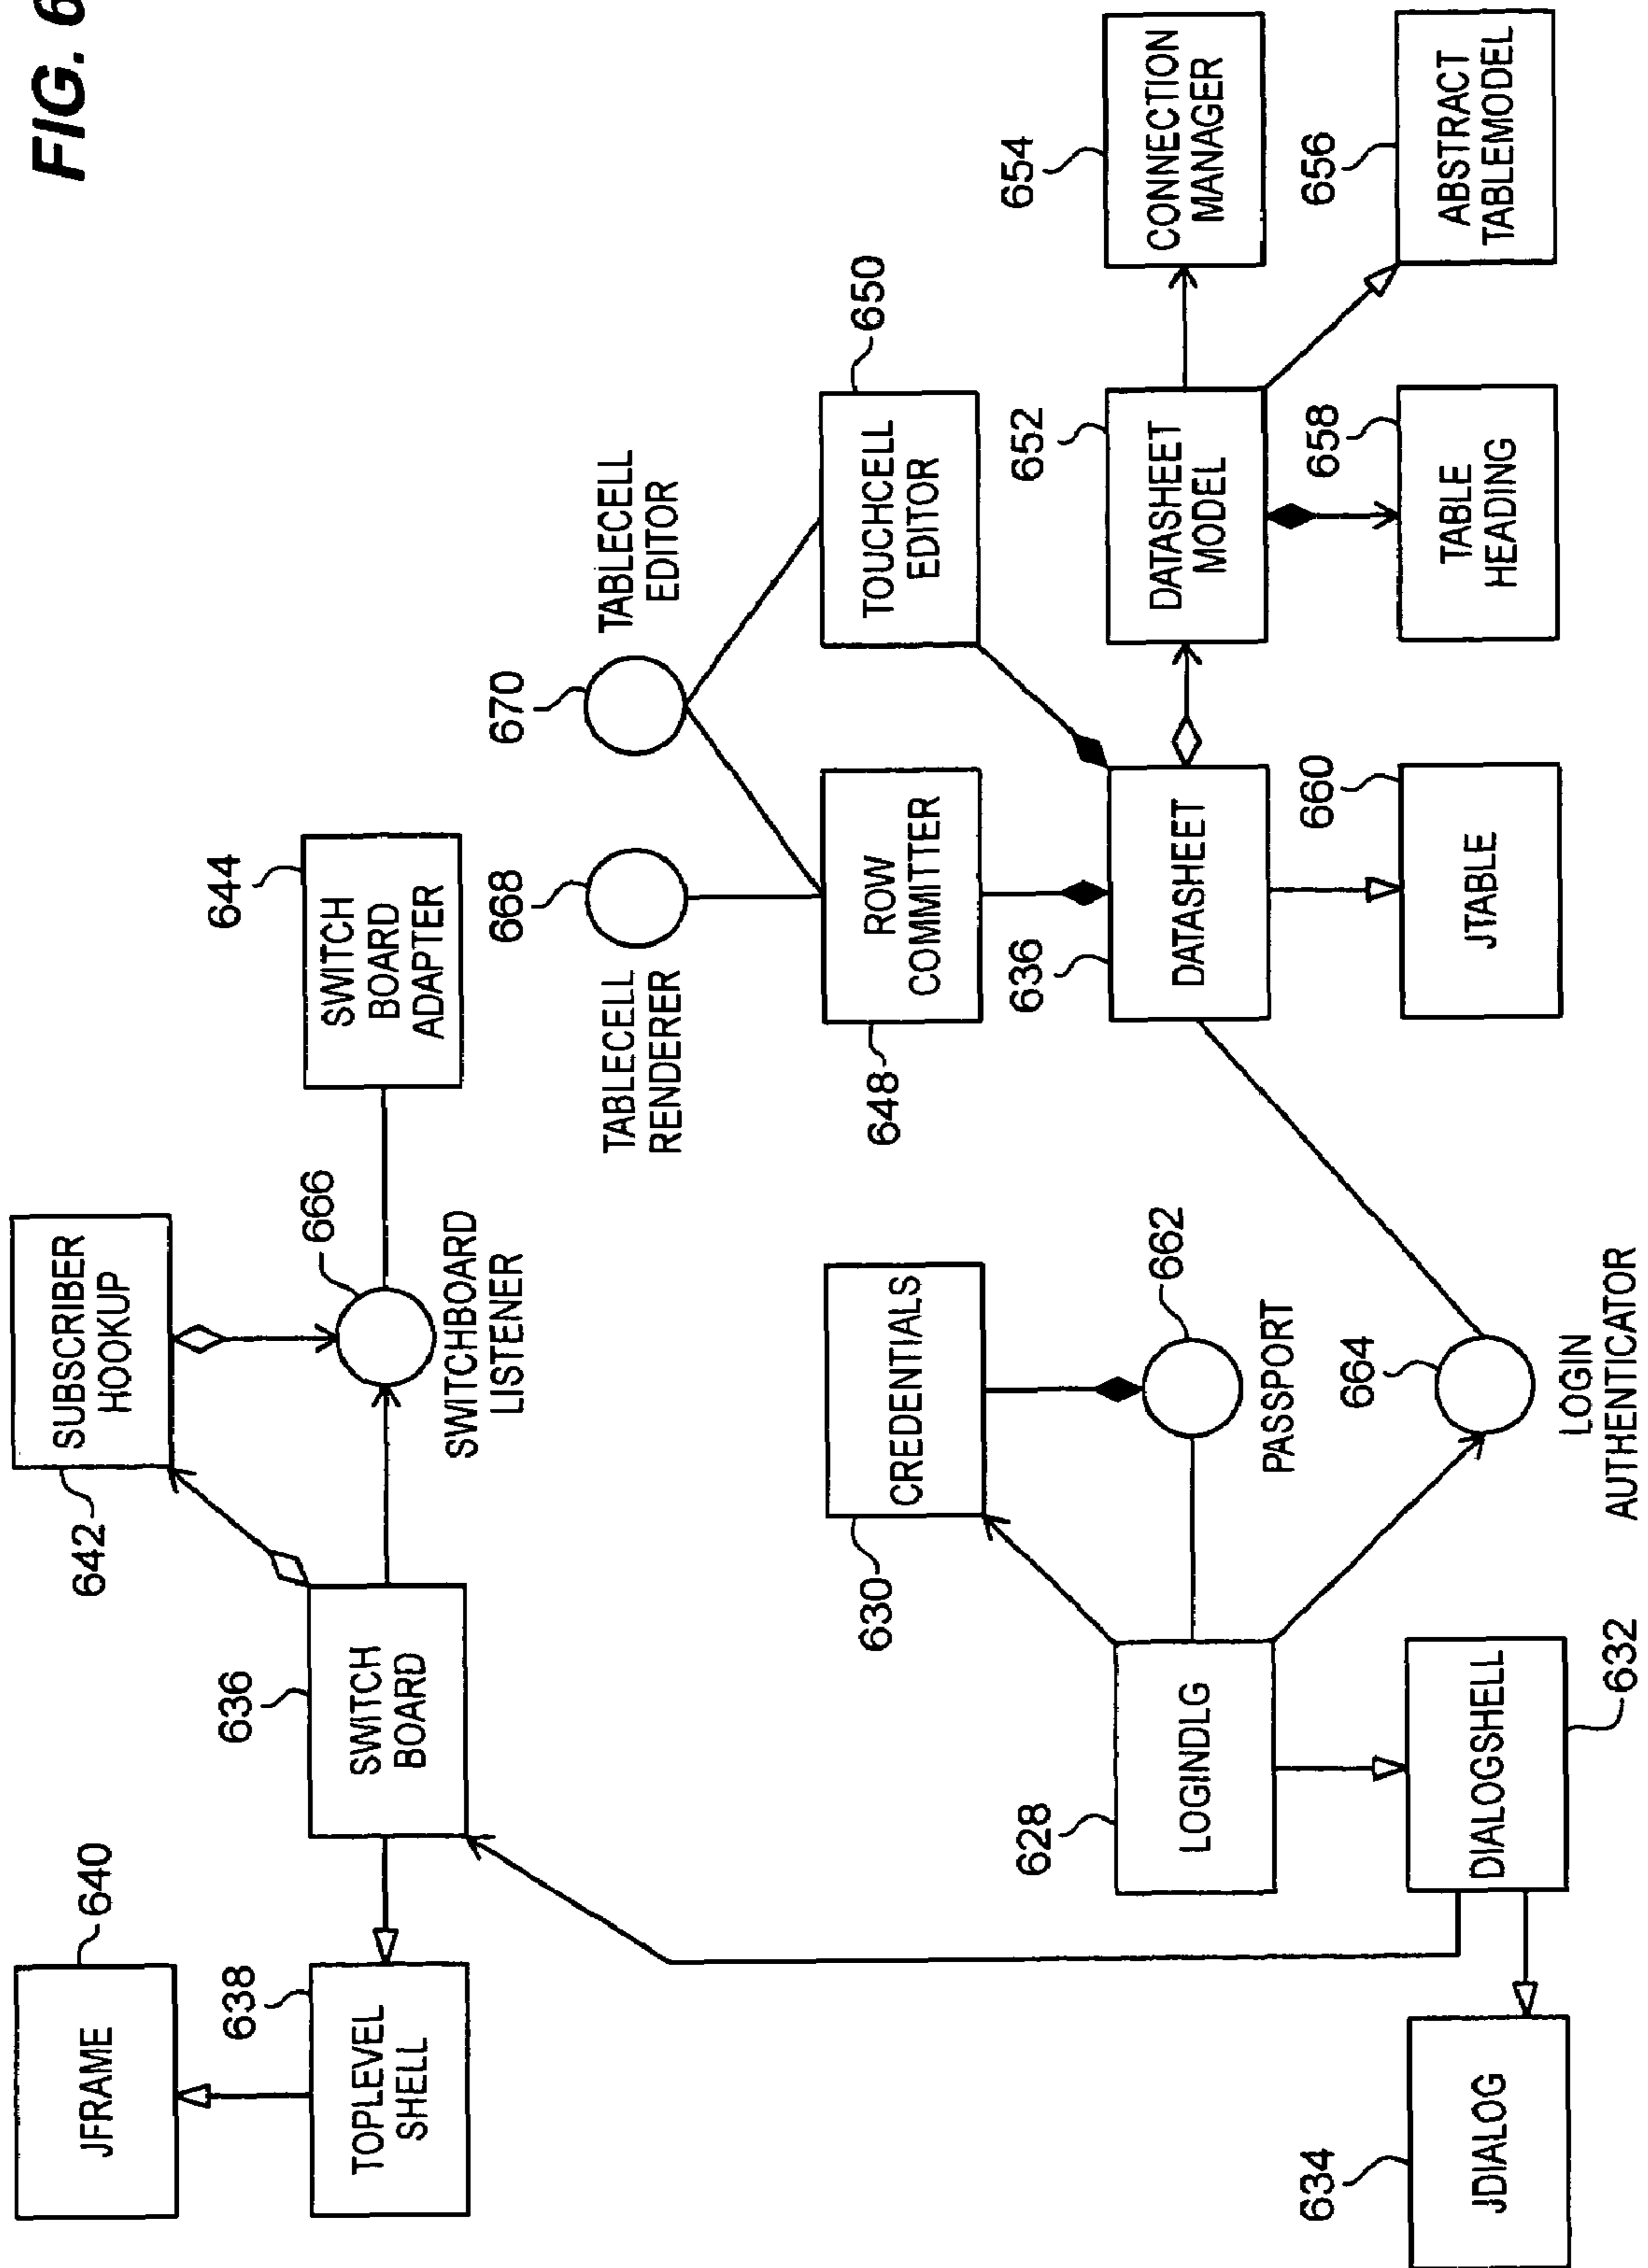 FIG. 6
JFRAME
640
642
SUBSCRIBER
HOOKUP
638
TOPLEVEL
SHELL
636
SWITCH
BOARD
666
SWITCHBOARD
LISTENER
644
SWITCH
BOARD
ADAPTER
668
TABLECELL
RENDERER
670
TABLECELL
EDITOR
630
CREDENTIALS
648
ROW
COMMITTER
TOUCHCELL
EDITOR
650
628
LOGINDLG
662
PASSPORT
636
DATASHEET
652
DATASHEET
MODEL
654
CONNECTION
MANAGER
634
JDIALOG
DIALOGSHELL
632
664
LOGIN
AUTHENTICATOR
660
JTABLE
658
TABLE
HEADING
656
ABSTRACT
TABLEMODEL